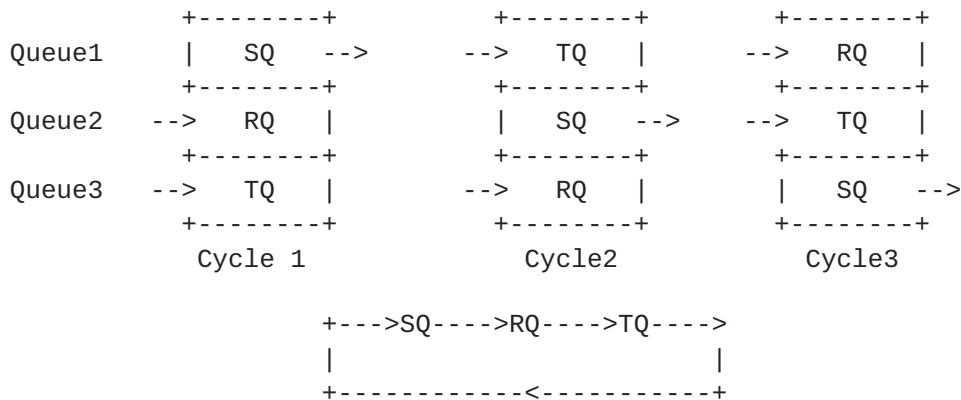 +--------+          +--------+         +--------+
Queue1     |   SQ   -->      -->   TQ   |       -->   RQ   |
           +--------+          +--------+         +--------+
Queue2   -->   RQ   |          |   SQ   -->     -->   TQ   |
           +--------+          +--------+         +--------+
Queue3   -->   TQ   |        -->   RQ   |         |   SQ   -->
           +--------+          +--------+         +--------+
            Cycle 1              Cycle2            Cycle3
                    +--->SQ---->RQ---->TQ---->
                    |                        |
                    +------------<-----------+